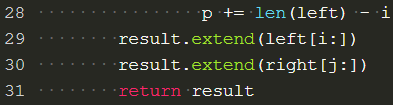 28 p += len(left) - i
29 result.extend(left[i:])
30 result.extend(right[j:])
31 return result